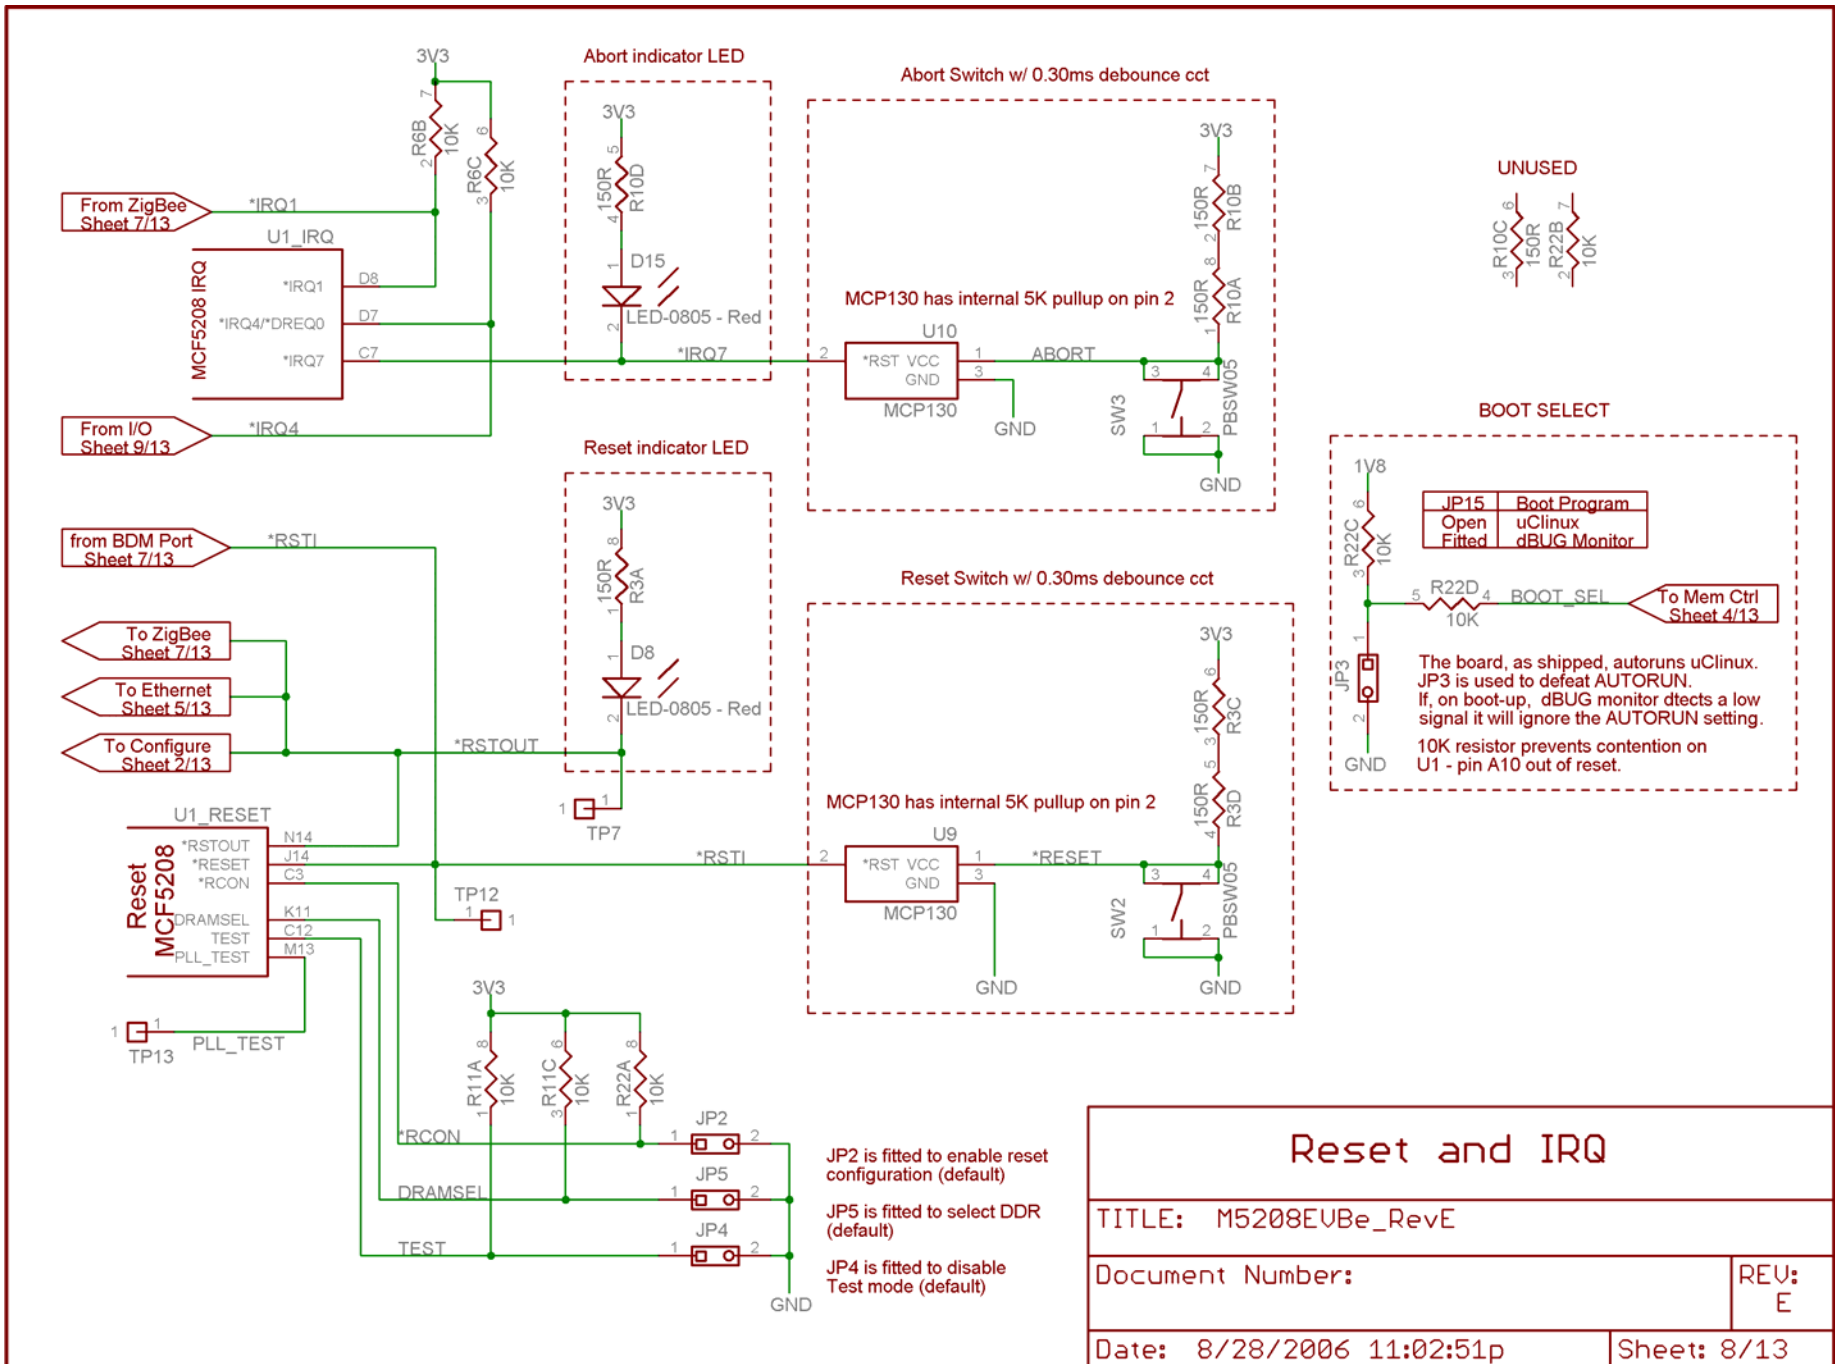 Abort indicator LED
Abort Switch w/ 0.30ms debounce cct
3V3
7
R6B
10K
2
6
R6C
10K
3
From ZigBee
Sheet 7/13
*IRQ1
U1_IRQ
MCF5208 IRQ
*IRQ1
D8
*IRQ4/*DREQ0
D7
*IRQ7
C7
From I/O
Sheet 9/13
*IRQ4
3V3
5
150R
R10D
4
1
D15
LED-0805 - Red
2
*IRQ7
3V3
7
150R
R10B
2
8
150R
R10A
1
MCP130 has internal 5K pullup on pin 2
U10
2
*RST VCC
GND
1
3
MCP130
ABORT
GND
3
4
SW3
PBSW05
1
2
GND
UNUSED
6
R10C
150R
3
7
R22B
10K
2
BOOT SELECT
1V8
6
R22C
10K
3
JP15 Boot Program
Open uClinux
Fitted dBUG Monitor
5
R22D
4
10K
BOOT_SEL
To Mem Ctrl
Sheet 4/13
1
JP3
2
GND
The board, as shipped, autoruns uClinux.
JP3 is used to defeat AUTORUN.
If, on boot-up, dBUG monitor dtects a low
signal it will ignore the AUTORUN setting.
10K resistor prevents contention on
U1 - pin A10 out of reset.
Reset indicator LED
from BDM Port
Sheet 7/13
*RSTI
To ZigBee
Sheet 7/13
To Ethernet
Sheet 5/13
To Configure
Sheet 2/13
*RSTOUT
3V3
8
150R
R3A
1
1
D8
LED-0805 - Red
2
1
1
TP7
Reset Switch w/ 0.30ms debounce cct
3V3
6
150R
R3C
3
5
150R
R3D
4
MCP130 has internal 5K pullup on pin 2
U9
*RSTI
2
*RST VCC
GND
1
3
MCP130
*RESET
GND
3
4
SW2
PBSW05
1
2
GND
U1_RESET
Reset
MCF5208
*RSTOUT
N14
*RESET
J14
*RCON
C3
DRAMSEL
K11
TEST
C12
PLL_TEST
M13
TP12
1
1
1
1
TP13
PLL_TEST
3V3
8
R11A
10K
1
6
R11C
10K
3
8
R22A
10K
1
*RCON
1
JP2
2
DRAMSEL
1
JP5
2
TEST
1
JP4
2
GND
JP2 is fitted to enable reset
configuration (default)
JP5 is fitted to select DDR
(default)
JP4 is fitted to disable
Test mode (default)
Reset and IRQ
TITLE: M5208EVBe_RevE
Document Number:
REV:
E
Date: 8/28/2006 11:02:51p
Sheet: 8/13